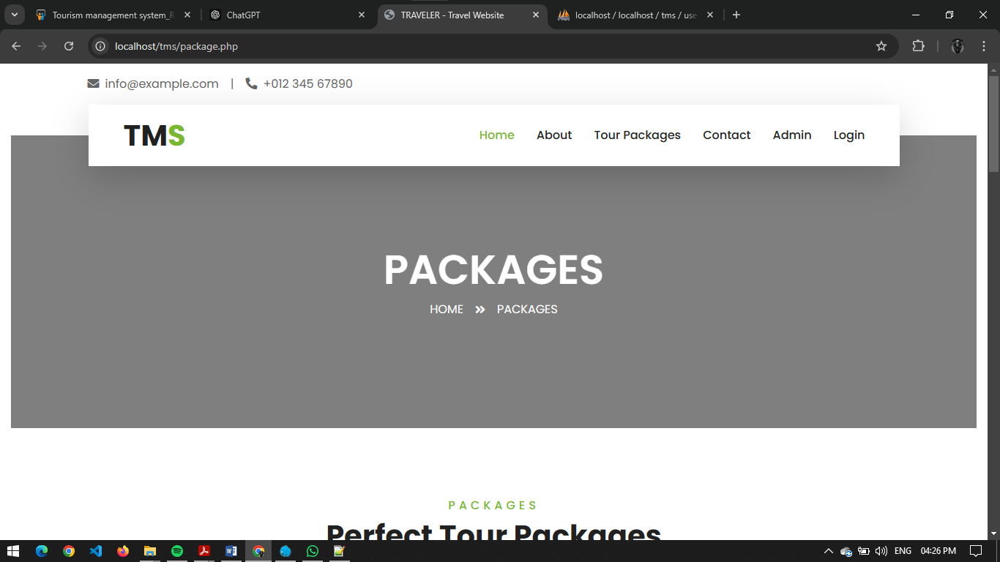 Tourism management system_R
ChatGPT
TRAVELER - Travel Website
localhost / localhost / tms / use
localhost/tms/package.php
info@example.com | +012 345 67890
TMS
Home About Tour Packages Contact Admin Login
PACKAGES
HOME » PACKAGES
PACKAGES
Perfect Tour Packages
ENG 04:26 PM